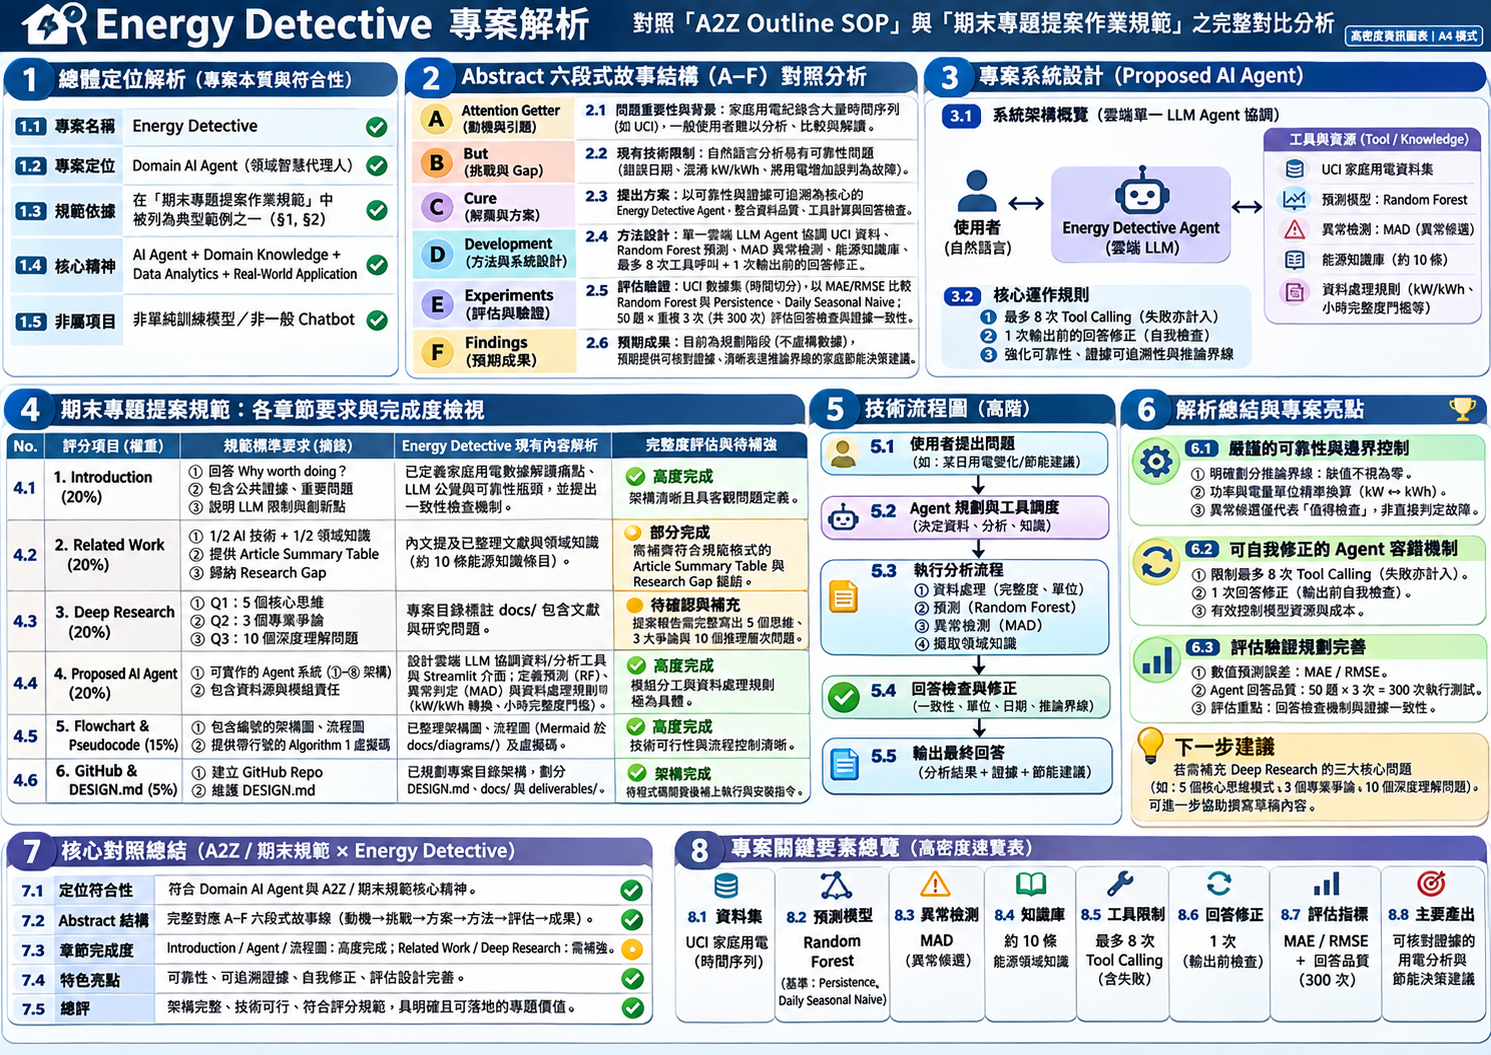 Energy Detective 專案解析
對照「A2Z Outline SOP」與「期末專題提案作業規範」之完整對比分析
高密度資訊圖表 | A4 橫式
1 總體定位解析（專案本質與符合性）
1.1 專案名稱 Energy Detective
1.2 專案定位 Domain AI Agent（領域智慧代理人）
1.3 規範依據 在「期末專題提案作業規範」中
被列為典型範例之一（§1, §2）
1.4 核心精神 AI Agent + Domain Knowledge +
Data Analytics + Real-World Application
1.5 非屬項目 非單純訓練模型／非一般 Chatbot
2 Abstract 六段式故事結構（A–F）對照分析
A Attention Getter
(動機與引題)
2.1 問題重要性與背景：家庭用電紀錄含大量時間序列
(如 UCI)，一般使用者難以分析、比較與解讀。
B But
(挑戰與 Gap)
2.2 現有技術限制：自然語言分析易有可靠性問題
(錯誤日期、混淆 kW/kWh、將用電增加誤判為故障)。
C Cure
(解藥與方案)
2.3 提出方案：以可靠性與證據可追溯為核心的
Energy Detective Agent，整合資料品質、工具計算與回答檢查。
D Development
(方法與系統設計)
2.4 方法設計：單一雲端 LLM Agent 協調 UCI 資料、
Random Forest 預測、MAD 異常檢測、能源知識庫、
最多 8 次工具呼叫 + 1 次輸出前的回答修正。
E Experiments
(評估與驗證)
2.5 評估驗證：UCI 數據集 (時間切分)，以 MAE/RMSE 比較
Random Forest 與 Persistence、Daily Seasonal Naive；
50 題 × 重複 3 次 (共 300 次) 評估回答檢查與證據一致性。
F Findings
(預期成果)
2.6 預期成果：目前為規劃階段 (不虛構數據)，
預期提供可核對證據、清晰表達推論界線的家庭節能決策建議。
3 專案系統設計（Proposed AI Agent）
3.1 系統架構概覽（雲端單一 LLM Agent 協調）
使用者
(自然語言)
Energy Detective Agent
(雲端 LLM)
工具與資源 (Tool / Knowledge)
UCI 家庭用電資料集
預測模型：Random Forest
異常檢測：MAD (異常候選)
能源知識庫（約 10 條）
資料處理規則（kW/kWh、
小時完整度門檻等）
3.2 核心運作規則
1 最多 8 次 Tool Calling（失敗亦計入）
2 1 次輸出前的回答修正（自我檢查）
3 強化可靠性、證據可追溯性與推論界線
4 期末專題提案規範：各章節要求與完成度檢視
No. 評分項目 (權重) 規範標準要求 (摘錄) Energy Detective 現有內容解析 完整度評估與待補強
4.1 1. Introduction
(20%)
① 回答 Why worth doing？
② 包含公共證據、重要問題
③ 說明 LLM 限制與創新點
已定義家庭用電數據解讀痛點、
LLM 與可靠性瓶頸，並提出
一致性檢查機制。
高度完成
架構清晰且具客觀問題定義。
4.2 2. Related Work
(20%)
① 1/2 AI 技術 + 1/2 領域知識
② 提供 Article Summary Table
③ 歸納 Research Gap
內文提及已整理文獻與領域知識
(約 10 條能源知識條目)。
部分完成
需補齊符合規範格式的
Article Summary Table 與
Research Gap
4.3 3. Deep Research
(20%)
① Q1：5 個核心思維
② Q2：3 個專業爭論
③ Q3：10 個深度理解問題
專案目錄標註 docs/ 包含文獻
與研究問題。
待確認與補充
提案報告需完整寫出 5 個思維、
3 大爭論與 10 個推理層次問題。
4.4 4. Proposed AI Agent
(20%)
① 可實作的 Agent 系統 (①–⑧ 架構)
② 包含資料源與模組責任
設計雲端 LLM 協調資料/分析工具
與 Streamlit 介面；定義預測 (RF)、
異常判定（MAD）與資料處理規則
(kW/kWh 轉換、小時完整度門檻)。
高度完成
模組分工與資料處理規則
極為具體。
4.5 5. Flowchart &
Pseudocode (15%)
① 包含編號的架構圖、流程圖
② 提供帶行號的 Algorithm 1 虛擬碼
已整理架構圖、流程圖 (Mermaid 於
docs/diagrams/) 及虛擬碼。
高度完成
技術可行性與流程控制清晰。
4.6 6. GitHub &
DESIGN.md (5%)
① 建立 GitHub Repo
② 維護 DESIGN.md
已規劃專案目錄架構，劃分
DESIGN.md、docs/ 與 deliverables/。
架構完成
待程式碼開發後補上執行與安裝指令。
5 技術流程圖（高階）
5.1 使用者提出問題
(如：某日用電變化/節能建議)
5.2 Agent 規劃與工具調度
(決定資料、分析、知識)
5.3 執行分析流程
① 資料處理（完整度、單位）
② 預測（Random Forest）
③ 異常檢測（MAD）
④ 擷取領域知識
5.4 回答檢查與修正
(一致性、單位、日期、推論界線)
5.5 輸出最終回答
(分析結果 + 證據 + 節能建議)
6 解析總結與專案亮點
6.1 嚴謹的可靠性與邊界控制
① 明確劃分推論界線：缺值不視為零。
② 功率與電量單位精準換算（kW ↔ kWh）。
③ 異常候選僅代表「值得檢查」，非直接判定故障。
6.2 可自我修正的 Agent 容錯機制
① 限制最多 8 次 Tool Calling（失敗亦計入）。
② 1 次回答修正（輸出前自我檢查）。
③ 有效控制模型資源與成本。
6.3 評估驗證規劃完善
① 數值預測誤差：MAE / RMSE。
② Agent 回答品質：50 題 × 3 次 = 300 次執行測試。
③ 評估重點：回答檢查機制與證據一致性。
下一步建議
若需補充 Deep Research 的三大核心問題
(如：5 個核心思維模式、3 個專業爭論、10 個深度理解問題)。
可進一步協助撰寫草稿內容。
7 核心對照總結（A2Z / 期末規範 × Energy Detective）
7.1 定位符合性 符合 Domain AI Agent 與 A2Z / 期末規範核心精神。
7.2 Abstract 結構 完整對應 A–F 六段式故事線（動機→挑戰→方案→方法→評估→成果）。
7.3 章節完成度 Introduction / Agent / 流程圖：高度完成；Related Work / Deep Research：需補強。
7.4 特色亮點 可靠性、可追溯證據、自我修正、評估設計完善。
7.5 總評 架構完整、技術可行、符合評分規範，具明確且可落地的專題價值。
8 專案關鍵要素總覽（高密度速覽表）
8.1 資料集
UCI 家庭用電
（時間序列）
8.2 預測模型
Random
Forest
(基準：Persistence、
Daily Seasonal Naive)
8.3 異常檢測
MAD
(異常候選)
8.4 知識庫
約 10 條
能源領域知識
8.5 工具限制
最多 8 次
Tool Calling
(含失敗)
8.6 回答修正
1 次
（輸出前檢查）
8.7 評估指標
MAE / RMSE
+ 回答品質
（300 次）
8.8 主要產出
可核對證據的
用電分析與
節能決策建議